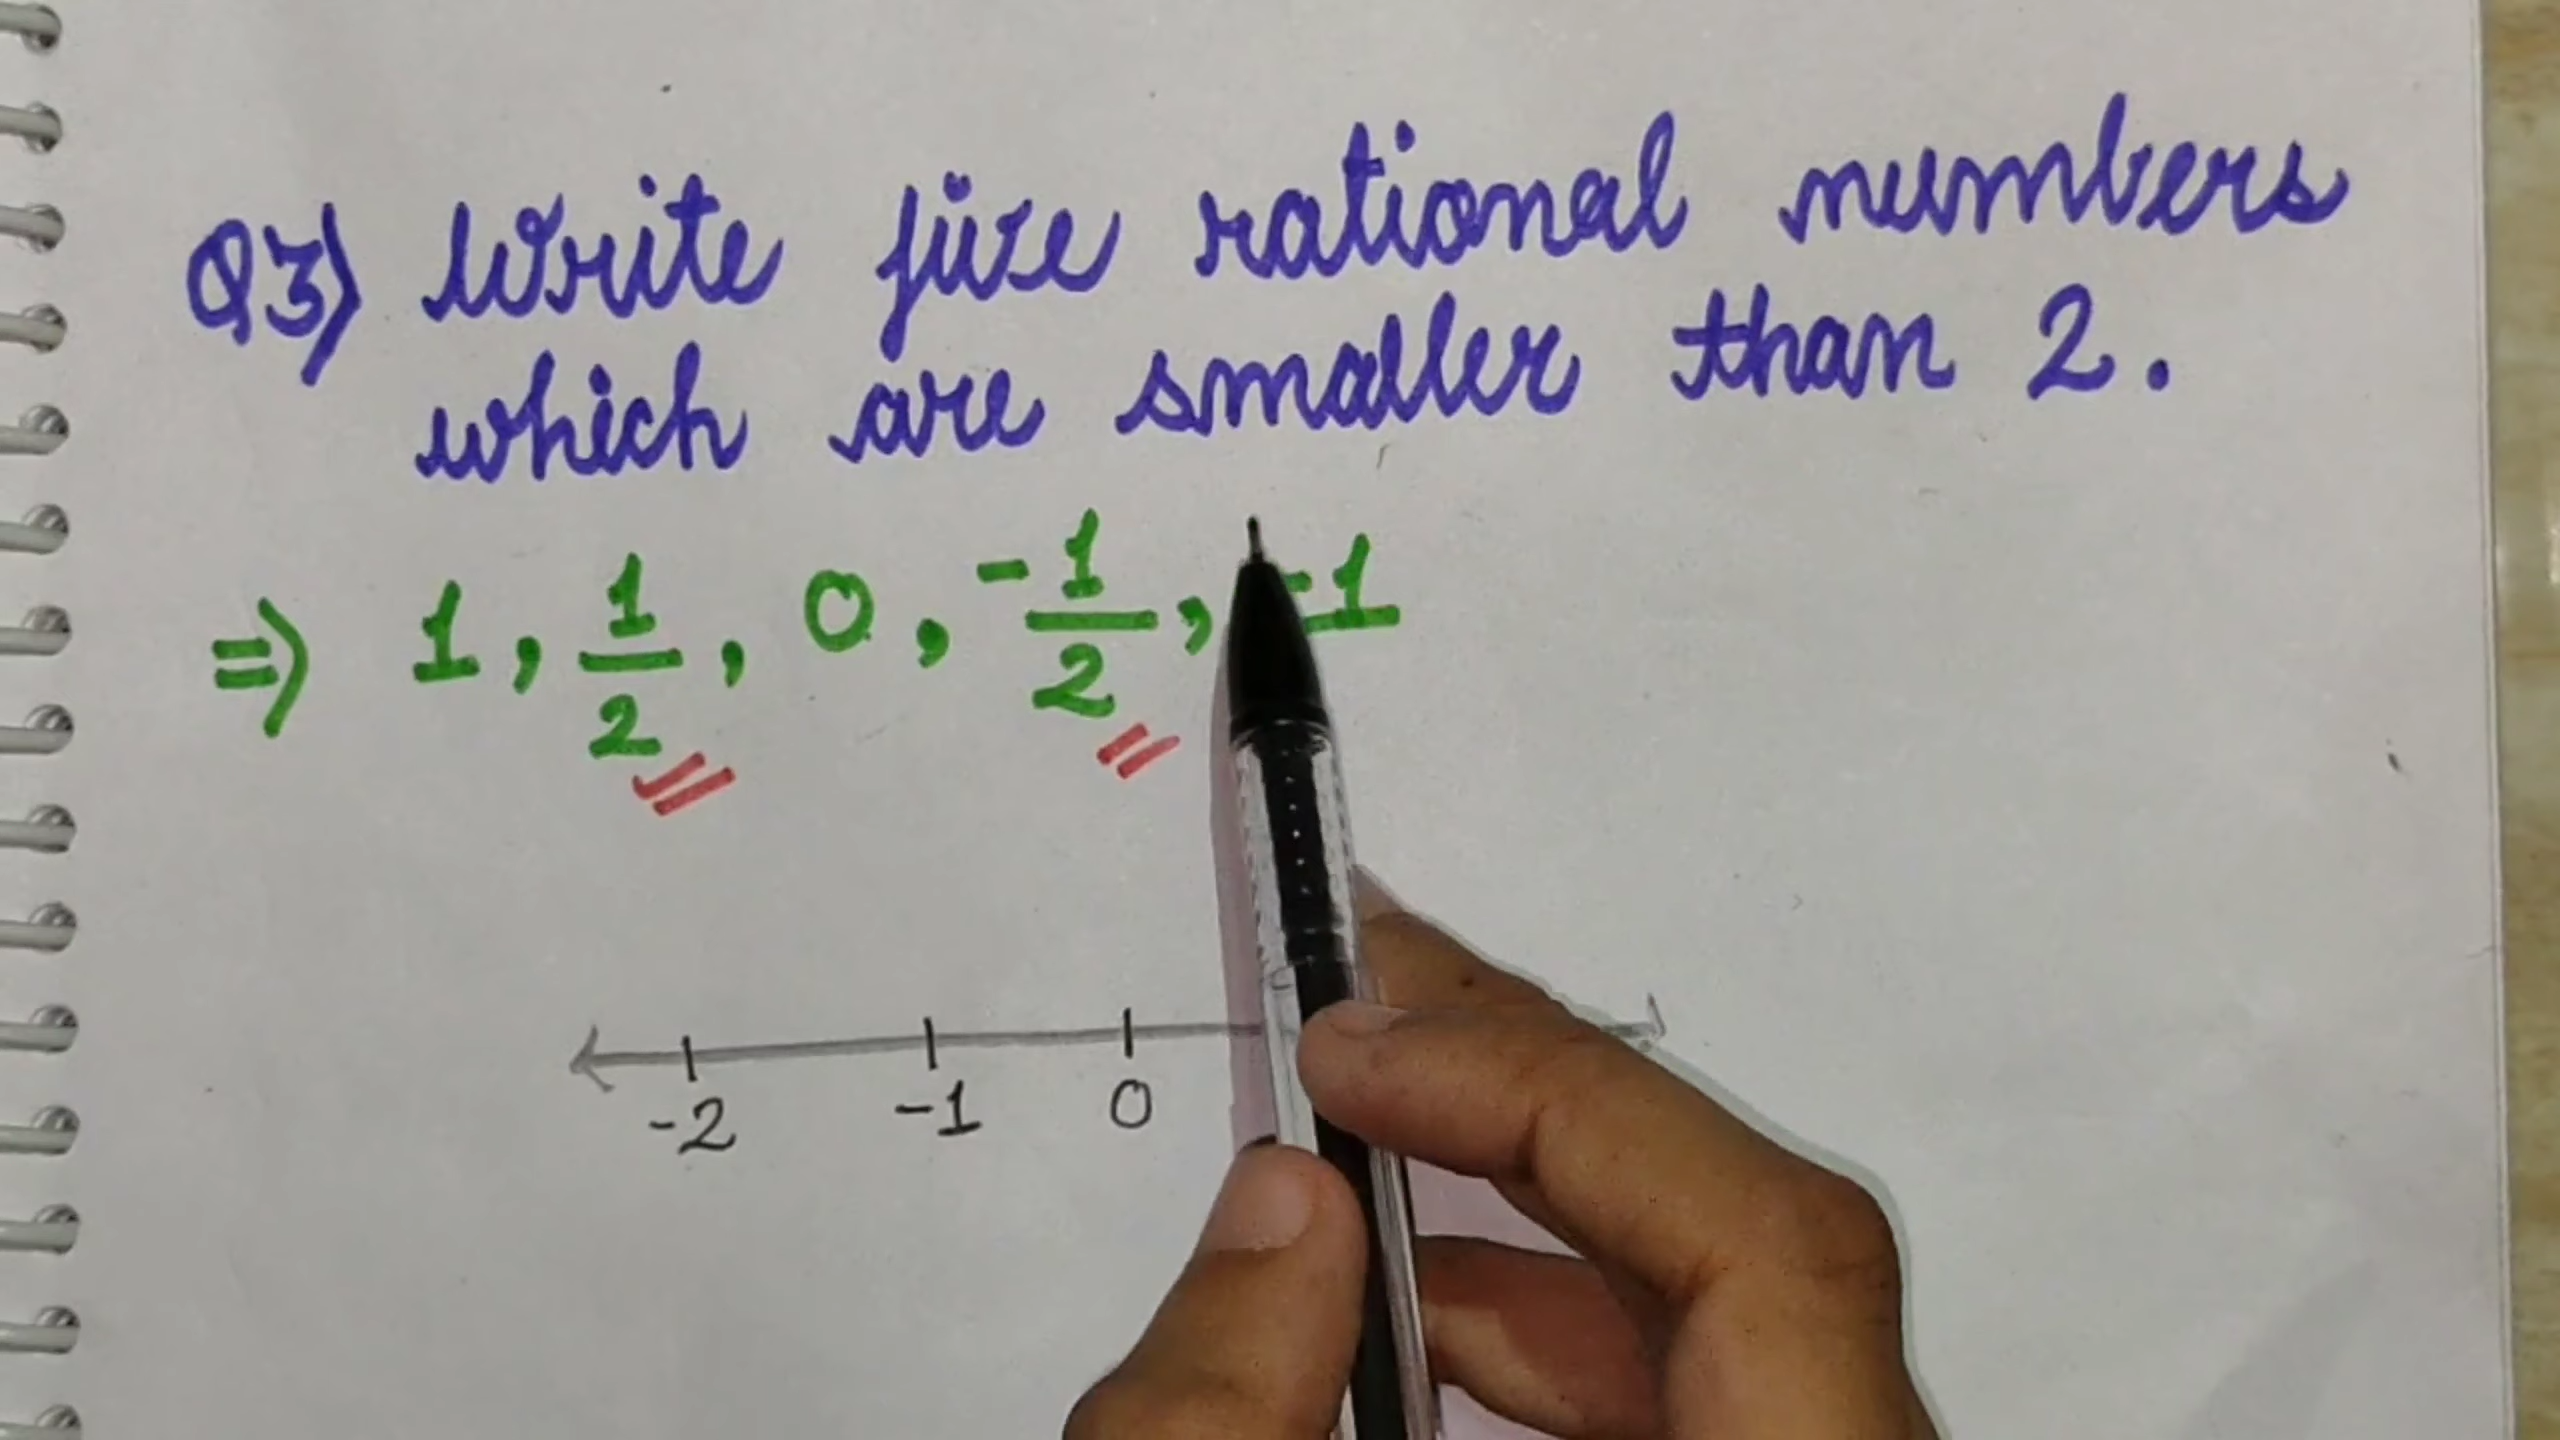 Q3) Write five rational numbers
which are smaller than 2.
=> 1, 1/2, 0, -1/2, -1
-2 -1 0